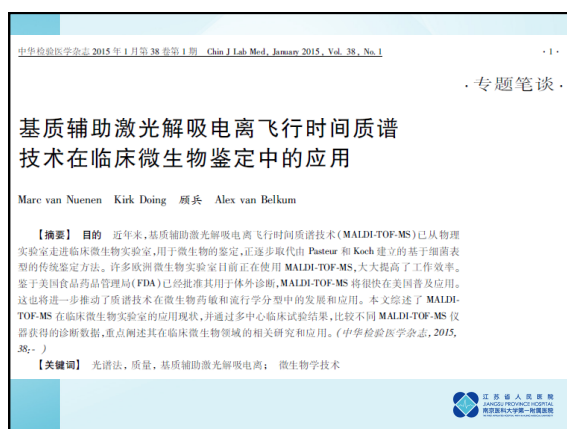 中华检验医学杂志 2015 年 1 月第 38 卷第 1 期 Chin J Lab Med, January 2015, Vol. 38, No. 1 · 1 ·
· 专题笔谈 ·
基质辅助激光解吸电离飞行时间质谱
技术在临床微生物鉴定中的应用
Marc van Nuenen Kirk Doing 顾兵 Alex van Belkum
【摘要】 目的 近年来,基质辅助激光解吸电离飞行时间质谱技术(MALDI-TOF-MS)已从物理
实验室走进临床微生物实验室,用于微生物的鉴定,正逐步取代由 Pasteur 和 Koch 建立的基于细菌表
型的传统鉴定方法。许多欧洲微生物实验室目前正在使用 MALDI-TOF-MS,大大提高了工作效率。
鉴于美国食品药品管理局(FDA)已经批准其用于体外诊断,MALDI-TOF-MS 将很快在美国普及应用。
这也将进一步推动了质谱技术在微生物药敏和流行学分型中的发展和应用。本文综述了 MALDI-
TOF-MS 在临床微生物实验室的应用现状,并通过多中心临床试验结果,比较不同 MALDI-TOF-MS 仪
器获得的诊断数据,重点阐述其在临床微生物领域的相关研究和应用。(中华检验医学杂志,2015,
38:- )
【关键词】 光谱法,质量,基质辅助激光解吸电离; 微生物学技术
江苏省人民医院
JIANGSU PROVINCE HOSPITAL
南京医科大学第一附属医院